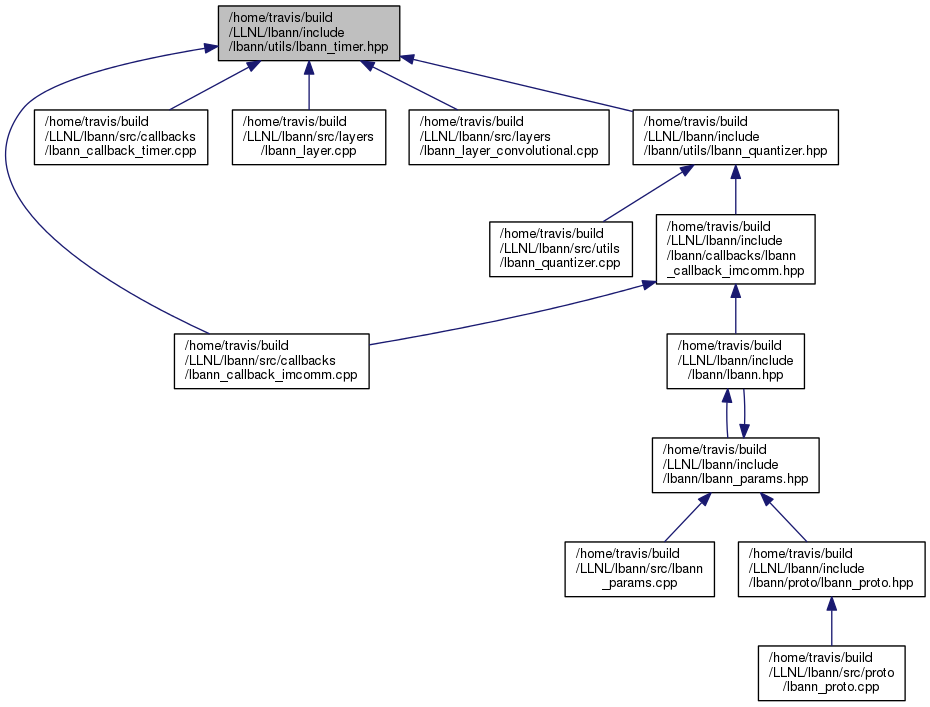 /home/travis/build
/LLNL/lbann/include
/lbann/utils/lbann_timer.hpp
/home/travis/build
/LLNL/lbann/src/callbacks
/lbann_callback_timer.cpp
/home/travis/build
/LLNL/lbann/src/layers
/lbann_layer.cpp
/home/travis/build
/LLNL/lbann/src/layers
/lbann_layer_convolutional.cpp
/home/travis/build
/LLNL/lbann/include
/lbann/utils/lbann_quantizer.hpp
/home/travis/build
/LLNL/lbann/src/utils
/lbann_quantizer.cpp
/home/travis/build
/LLNL/lbann/include
/lbann/callbacks/lbann
_callback_imcomm.hpp
/home/travis/build
/LLNL/lbann/src/callbacks
/lbann_callback_imcomm.cpp
/home/travis/build
/LLNL/lbann/include
/lbann/lbann.hpp
/home/travis/build
/LLNL/lbann/include
/lbann/lbann_params.hpp
/home/travis/build
/LLNL/lbann/src/lbann
_params.cpp
/home/travis/build
/LLNL/lbann/include
/lbann/proto/lbann_proto.hpp
/home/travis/build
/LLNL/lbann/src/proto
/lbann_proto.cpp